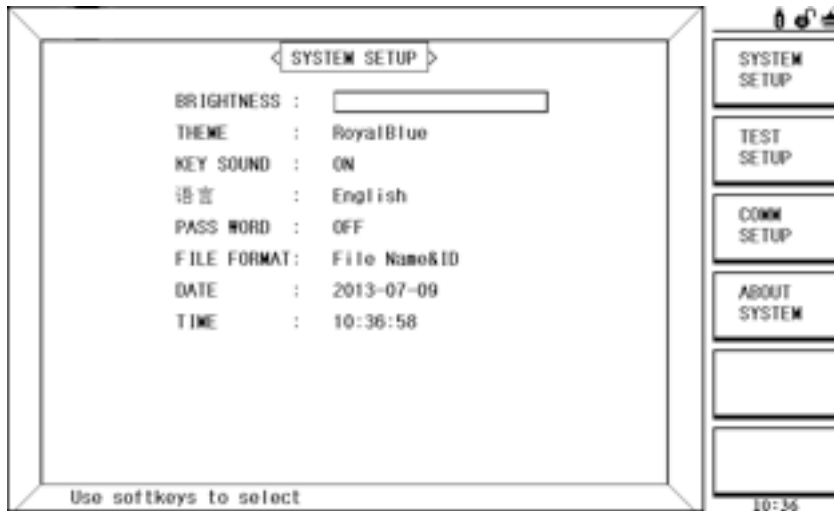 SYSTEM SETUP
BRIGHTNESS :
THEME : RoyalBlue
KEY SOUND : ON
语言 : English
PASS WORD : OFF
FILE FORMAT: File Name&ID
DATE : 2013-07-09
TIME : 10:36:58
Use softkeys to select
SYSTEM
SETUP
TEST
SETUP
COMM
SETUP
ABOUT
SYSTEM
10:36